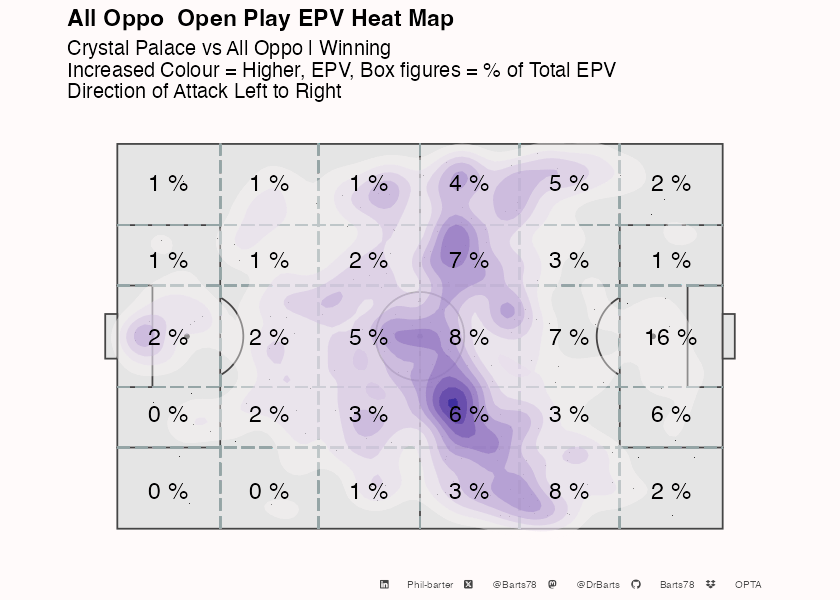 All Oppo  Open Play EPV Heat Map
Crystal Palace vs All Oppo | Winning
Increased Colour = Higher, EPV, Box figures = % of Total EPV
Direction of Attack Left to Right
1 % 1 % 1 % 4 % 5 % 2 %
1 % 1 % 2 % 7 % 3 % 1 %
2 % 2 % 5 % 8 % 7 % 16 %
0 % 2 % 3 % 6 % 3 % 6 %
0 % 0 % 1 % 3 % 8 % 2 %
Phil-barter @Barts78 @DrBarts Barts78 OPTA